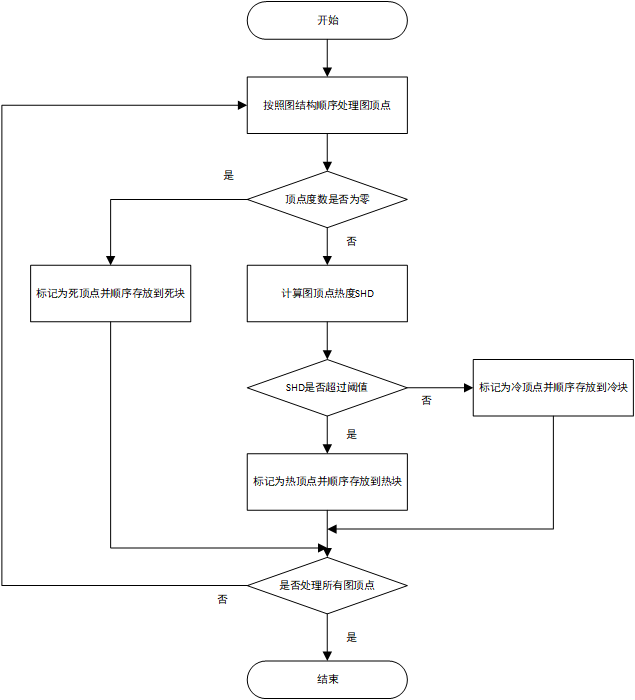 开始
按照图结构顺序处理图顶点
是
顶点度数是否为零
否
标记为死顶点并顺序存放到死块
计算图顶点热度SHD
SHD是否超过阈值
标记为冷顶点并顺序存放到冷块
否
是
标记为热顶点并顺序存放到热块
是否处理所有图顶点
否
是
结束